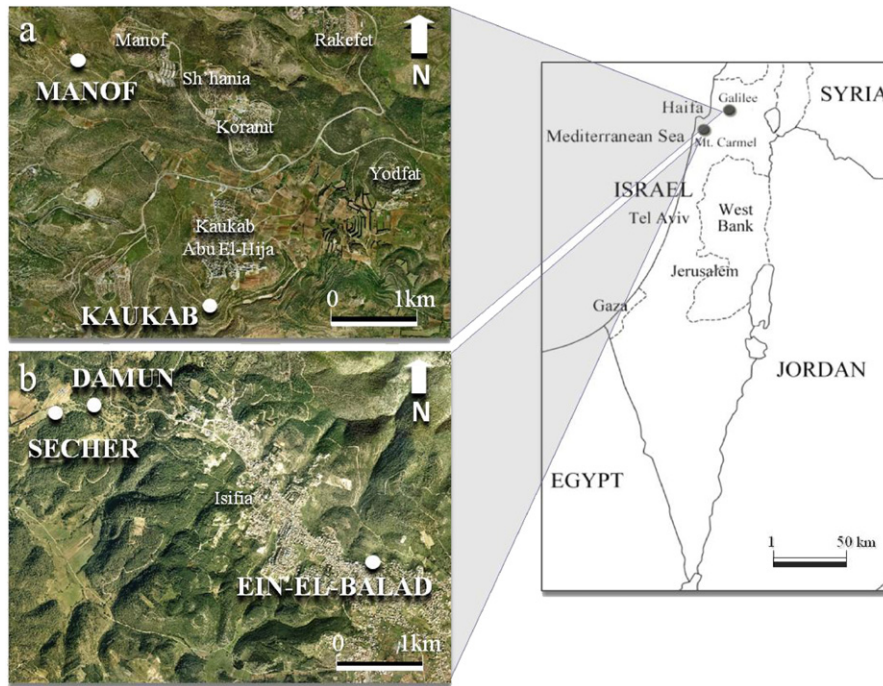 a
Manof
Rakefet
N
MANOF
Sh'hania
Koranit
Yodfat
Kaukab
Abu El-Hija
KAUKAB
0 1km
b
DAMUN
N
SECHER
Isifia
EIN-EL-BALAD
0 1km
SYRIA
Galilee
Haifa
Mediterranean Sea
Mt. Carmel
ISRAEL
Tel Aviv
West
Bank
Jerusalem
Gaza
JORDAN
EGYPT
1 50 km